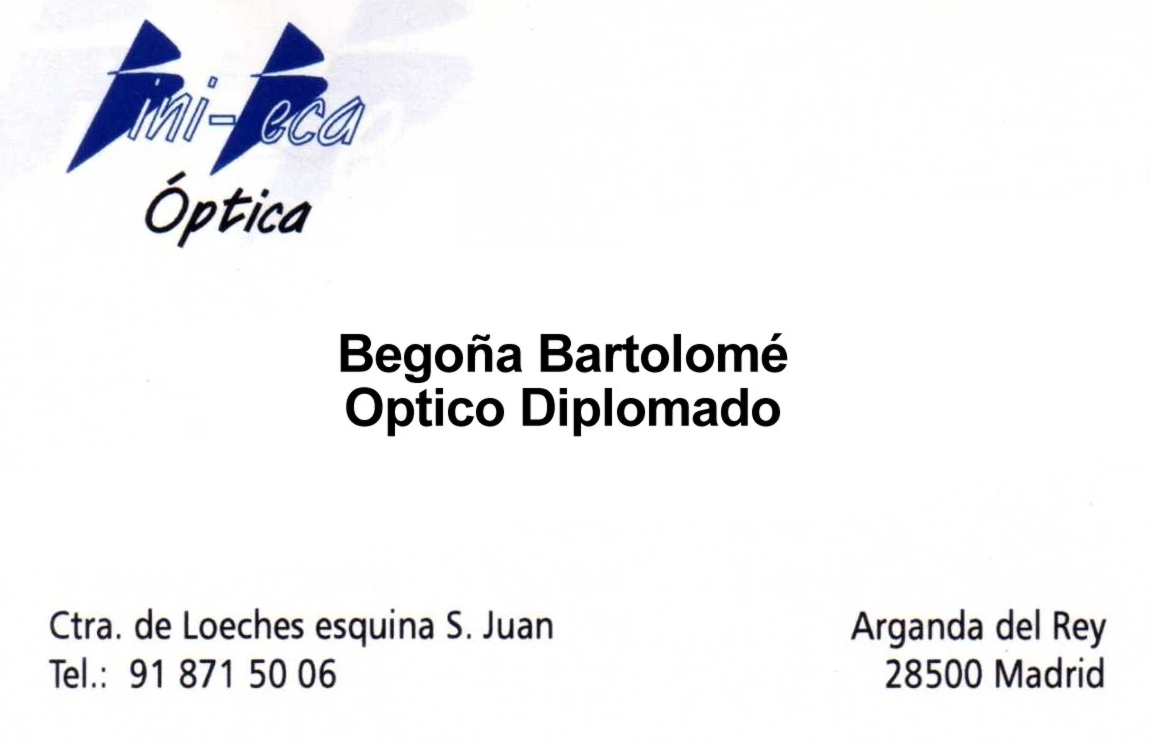 Pini-Peca
Óptica
Begoña Bartolomé
Optico Diplomado
Ctra. de Loeches esquina S. Juan
Tel.: 91 871 50 06
Arganda del Rey
28500 Madrid